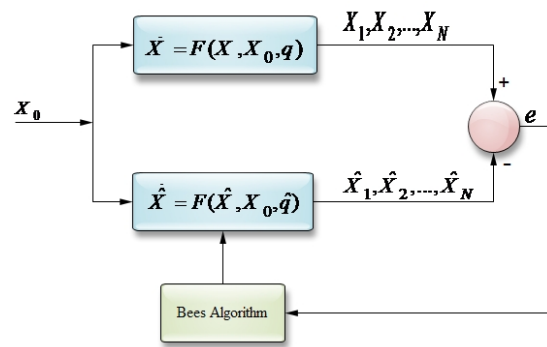 X₁,X₂,...,X_N
Ẋ = F(X,X₀,q)
+
X₀
e
-
X̂₁,X̂₂,...,X̂_N
X̂̇ = F(X̂,X₀,q̂)
Bees Algorithm